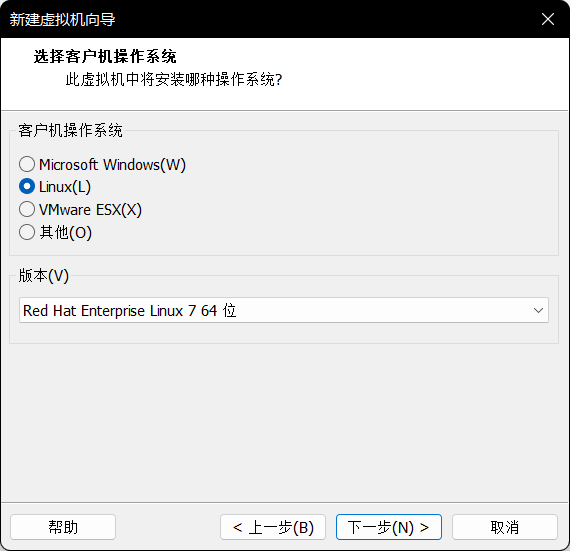 新建虚拟机向导
选择客户机操作系统
此虚拟机中将安装哪种操作系统?
客户机操作系统
Microsoft Windows(W)
Linux(L)
VMware ESX(X)
其他(O)
版本(V)
Red Hat Enterprise Linux 7 64 位
帮助
< 上一步(B)
下一步(N) >
取消